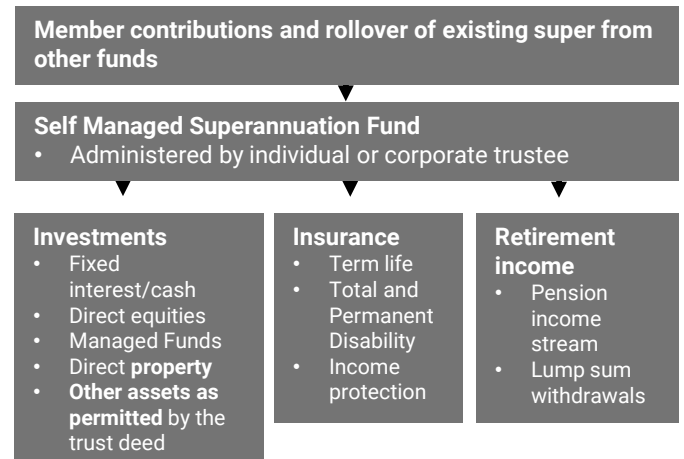 Member contributions and rollover of existing super from
other funds
Self Managed Superannuation Fund
• Administered by individual or corporate trustee
Investments
• Fixed
interest/cash
• Direct equities
• Managed Funds
• Direct property
• Other assets as
permitted by the
trust deed
Insurance
• Term life
• Total and
Permanent
Disability
• Income
protection
Retirement
income
• Pension
income
stream
• Lump sum
withdrawals